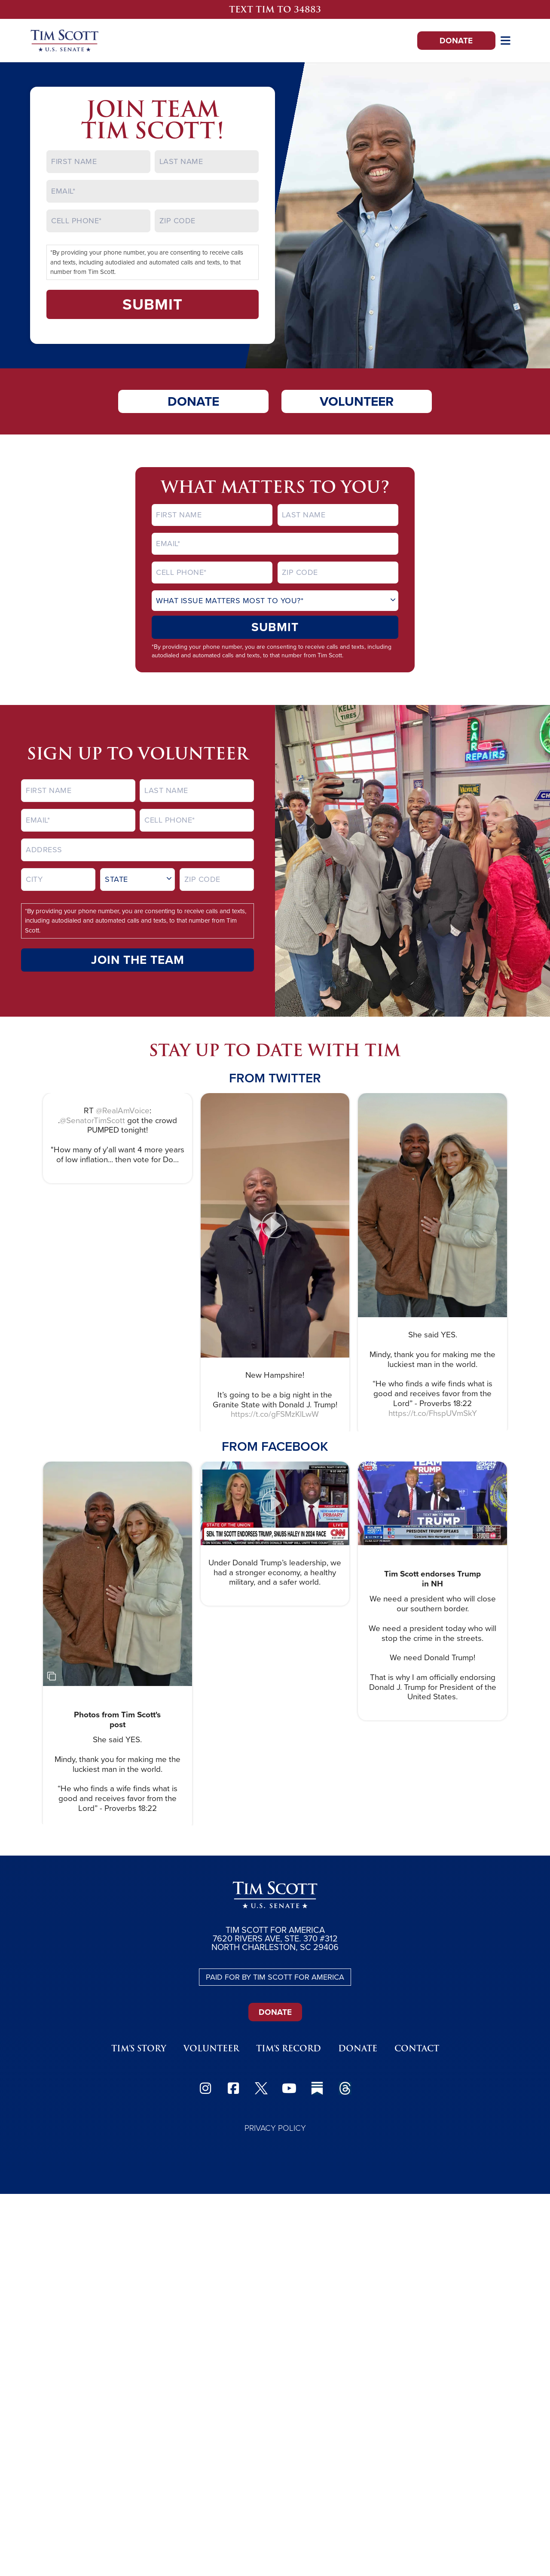 TEXT TIM TO 34883
TIM SCOTT
★ U.S. SENATE ★
DONATE
JOIN TEAM
TIM SCOTT!
FIRST NAME
LAST NAME
EMAIL*
CELL PHONE*
ZIP CODE
*By providing your phone number, you are consenting to receive calls
and texts, including autodialed and automated calls and texts, to that
number from Tim Scott.
SUBMIT
DONATE
VOLUNTEER
WHAT MATTERS TO YOU?
FIRST NAME
LAST NAME
EMAIL*
CELL PHONE*
ZIP CODE
WHAT ISSUE MATTERS MOST TO YOU?*
SUBMIT
*By providing your phone number, you are consenting to receive calls and texts, including
autodialed and automated calls and texts, to that number from Tim Scott.
SIGN UP TO VOLUNTEER
FIRST NAME
LAST NAME
EMAIL*
CELL PHONE*
ADDRESS
CITY
STATE
ZIP CODE
*By providing your phone number, you are consenting to receive calls and texts,
including autodialed and automated calls and texts, to that number from Tim
Scott.
JOIN THE TEAM
KELLY
TIRES
CAR
REPAIRS
VALVOLINE
CH
STAY UP TO DATE WITH TIM
FROM TWITTER
RT @RealAmVoice:
.@SenatorTimScott got the crowd
PUMPED tonight!
"How many of y'all want 4 more years
of low inflation... then vote for Do...
New Hampshire!
It's going to be a big night in the
Granite State with Donald J. Trump!
https://t.co/gFSMzKlLwW
She said YES.
Mindy, thank you for making me the
luckiest man in the world.
"He who finds a wife finds what is
good and receives favor from the
Lord" - Proverbs 18:22
https://t.co/FhspUVmSkY
FROM FACEBOOK
Photos from Tim Scott's
post
She said YES.
Mindy, thank you for making me the
luckiest man in the world.
"He who finds a wife finds what is
good and receives favor from the
Lord" - Proverbs 18:22
STATE OF THE UNION
LIVE
SEN. TIM SCOTT ENDORSES TRUMP, SNUBS HALEY IN 2024 RACE
CNN
Under Donald Trump's leadership, we
had a stronger economy, a healthy
military, and a safer world.
TEAM
TRUMP
TRUMP
PRESIDENT TRUMP SPEAKS
Tim Scott endorses Trump
in NH
We need a president who will close
our southern border.
We need a president today who will
stop the crime in the streets.
We need Donald Trump!
That is why I am officially endorsing
Donald J. Trump for President of the
United States.
TIM SCOTT
★ U.S. SENATE ★
TIM SCOTT FOR AMERICA
7620 RIVERS AVE, STE. 370 #312
NORTH CHARLESTON, SC 29406
PAID FOR BY TIM SCOTT FOR AMERICA
DONATE
TIM'S STORY
VOLUNTEER
TIM'S RECORD
DONATE
CONTACT
PRIVACY POLICY